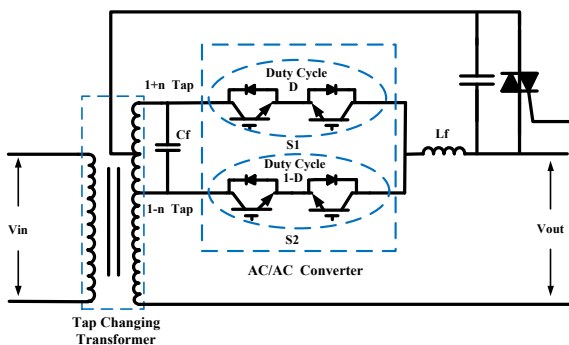 Duty Cycle
D
1+n Tap
S1
Cf
Lf
Duty Cycle
1-D
1-n Tap
S2
Vin
Vout
AC/AC Converter
Tap Changing
Transformer